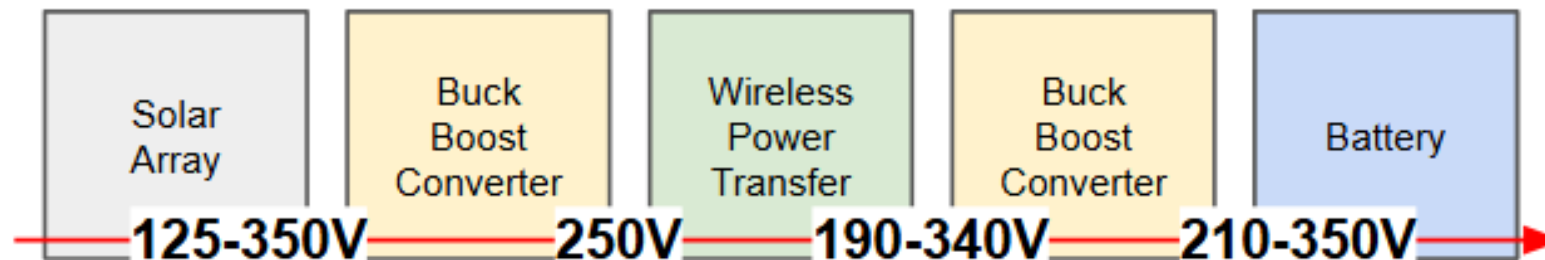 Solar
Array
Buck
Boost
Converter
Wireless
Power
Transfer
Buck
Boost
Converter
Battery
125-350V
250V
190-340V
210-350V